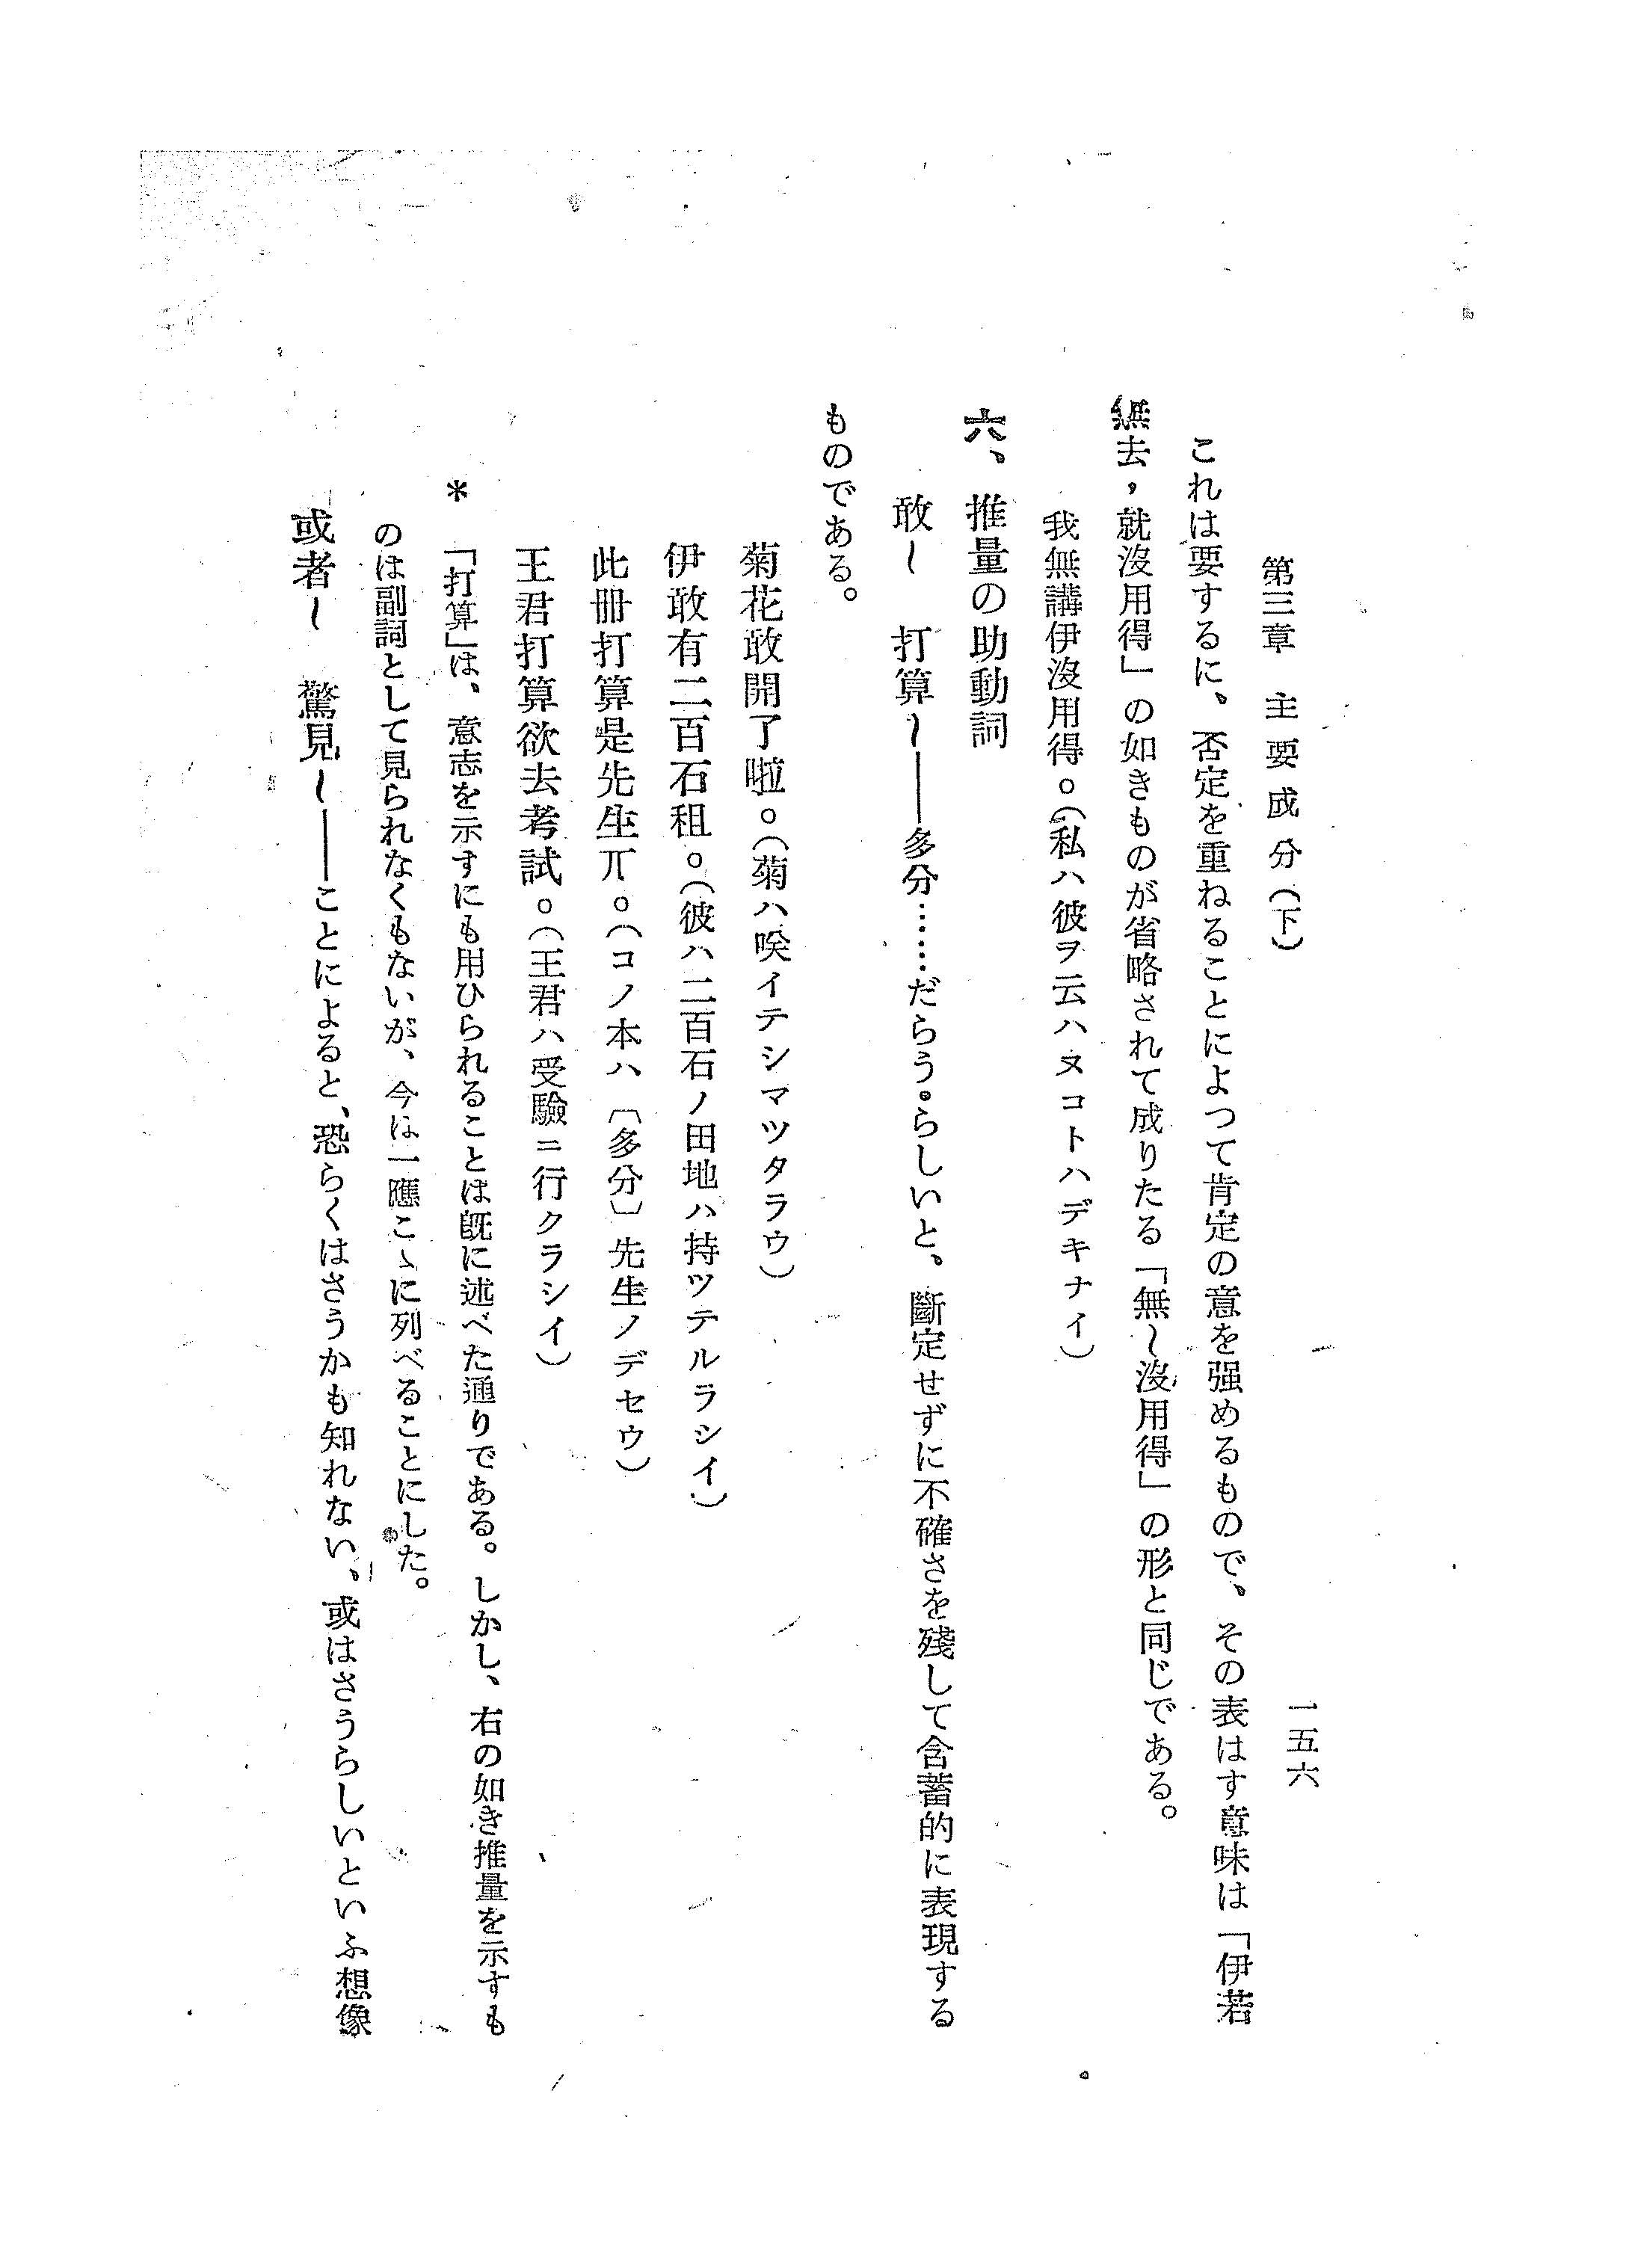 第三章　主要成分（下）　一五六
これは要するに、否定を重ねることによつて肯定の意を强めるもので、その表はす意味は「伊若
無去，就沒用得」の如きものが省略されて成りたる「無～沒用得」の形と同じである。
我無講伊沒用得。（私ハ彼ヲ云ハヌコトハデキナイ）
六、推量の助動詞
敢～　打算～――多分……だらう。らしいと、斷定せずに不確さを殘して含蓄的に表現する
ものである。
菊花敢開了啦。（菊ハ咲イテシマツタラウ）
伊敢有二百石租。（彼ハ二百石ノ田地ハ持ツテルラシイ）
此冊打算是先生丌。（コノ本ハ〔多分〕先生ノデセウ）
王君打算欲去考試。（王君ハ受驗ニ行クラシイ）
＊　「打算」は、意志を示すにも用ひられることは旣に述べた通りである。しかし、右の如き推量を示すも
のは副詞として見られなくもないが、今は一應こゝに列べることにした。
或者～　驚見～――ことによると、恐らくはさうかも知れない、或はさうらしいといふ想像